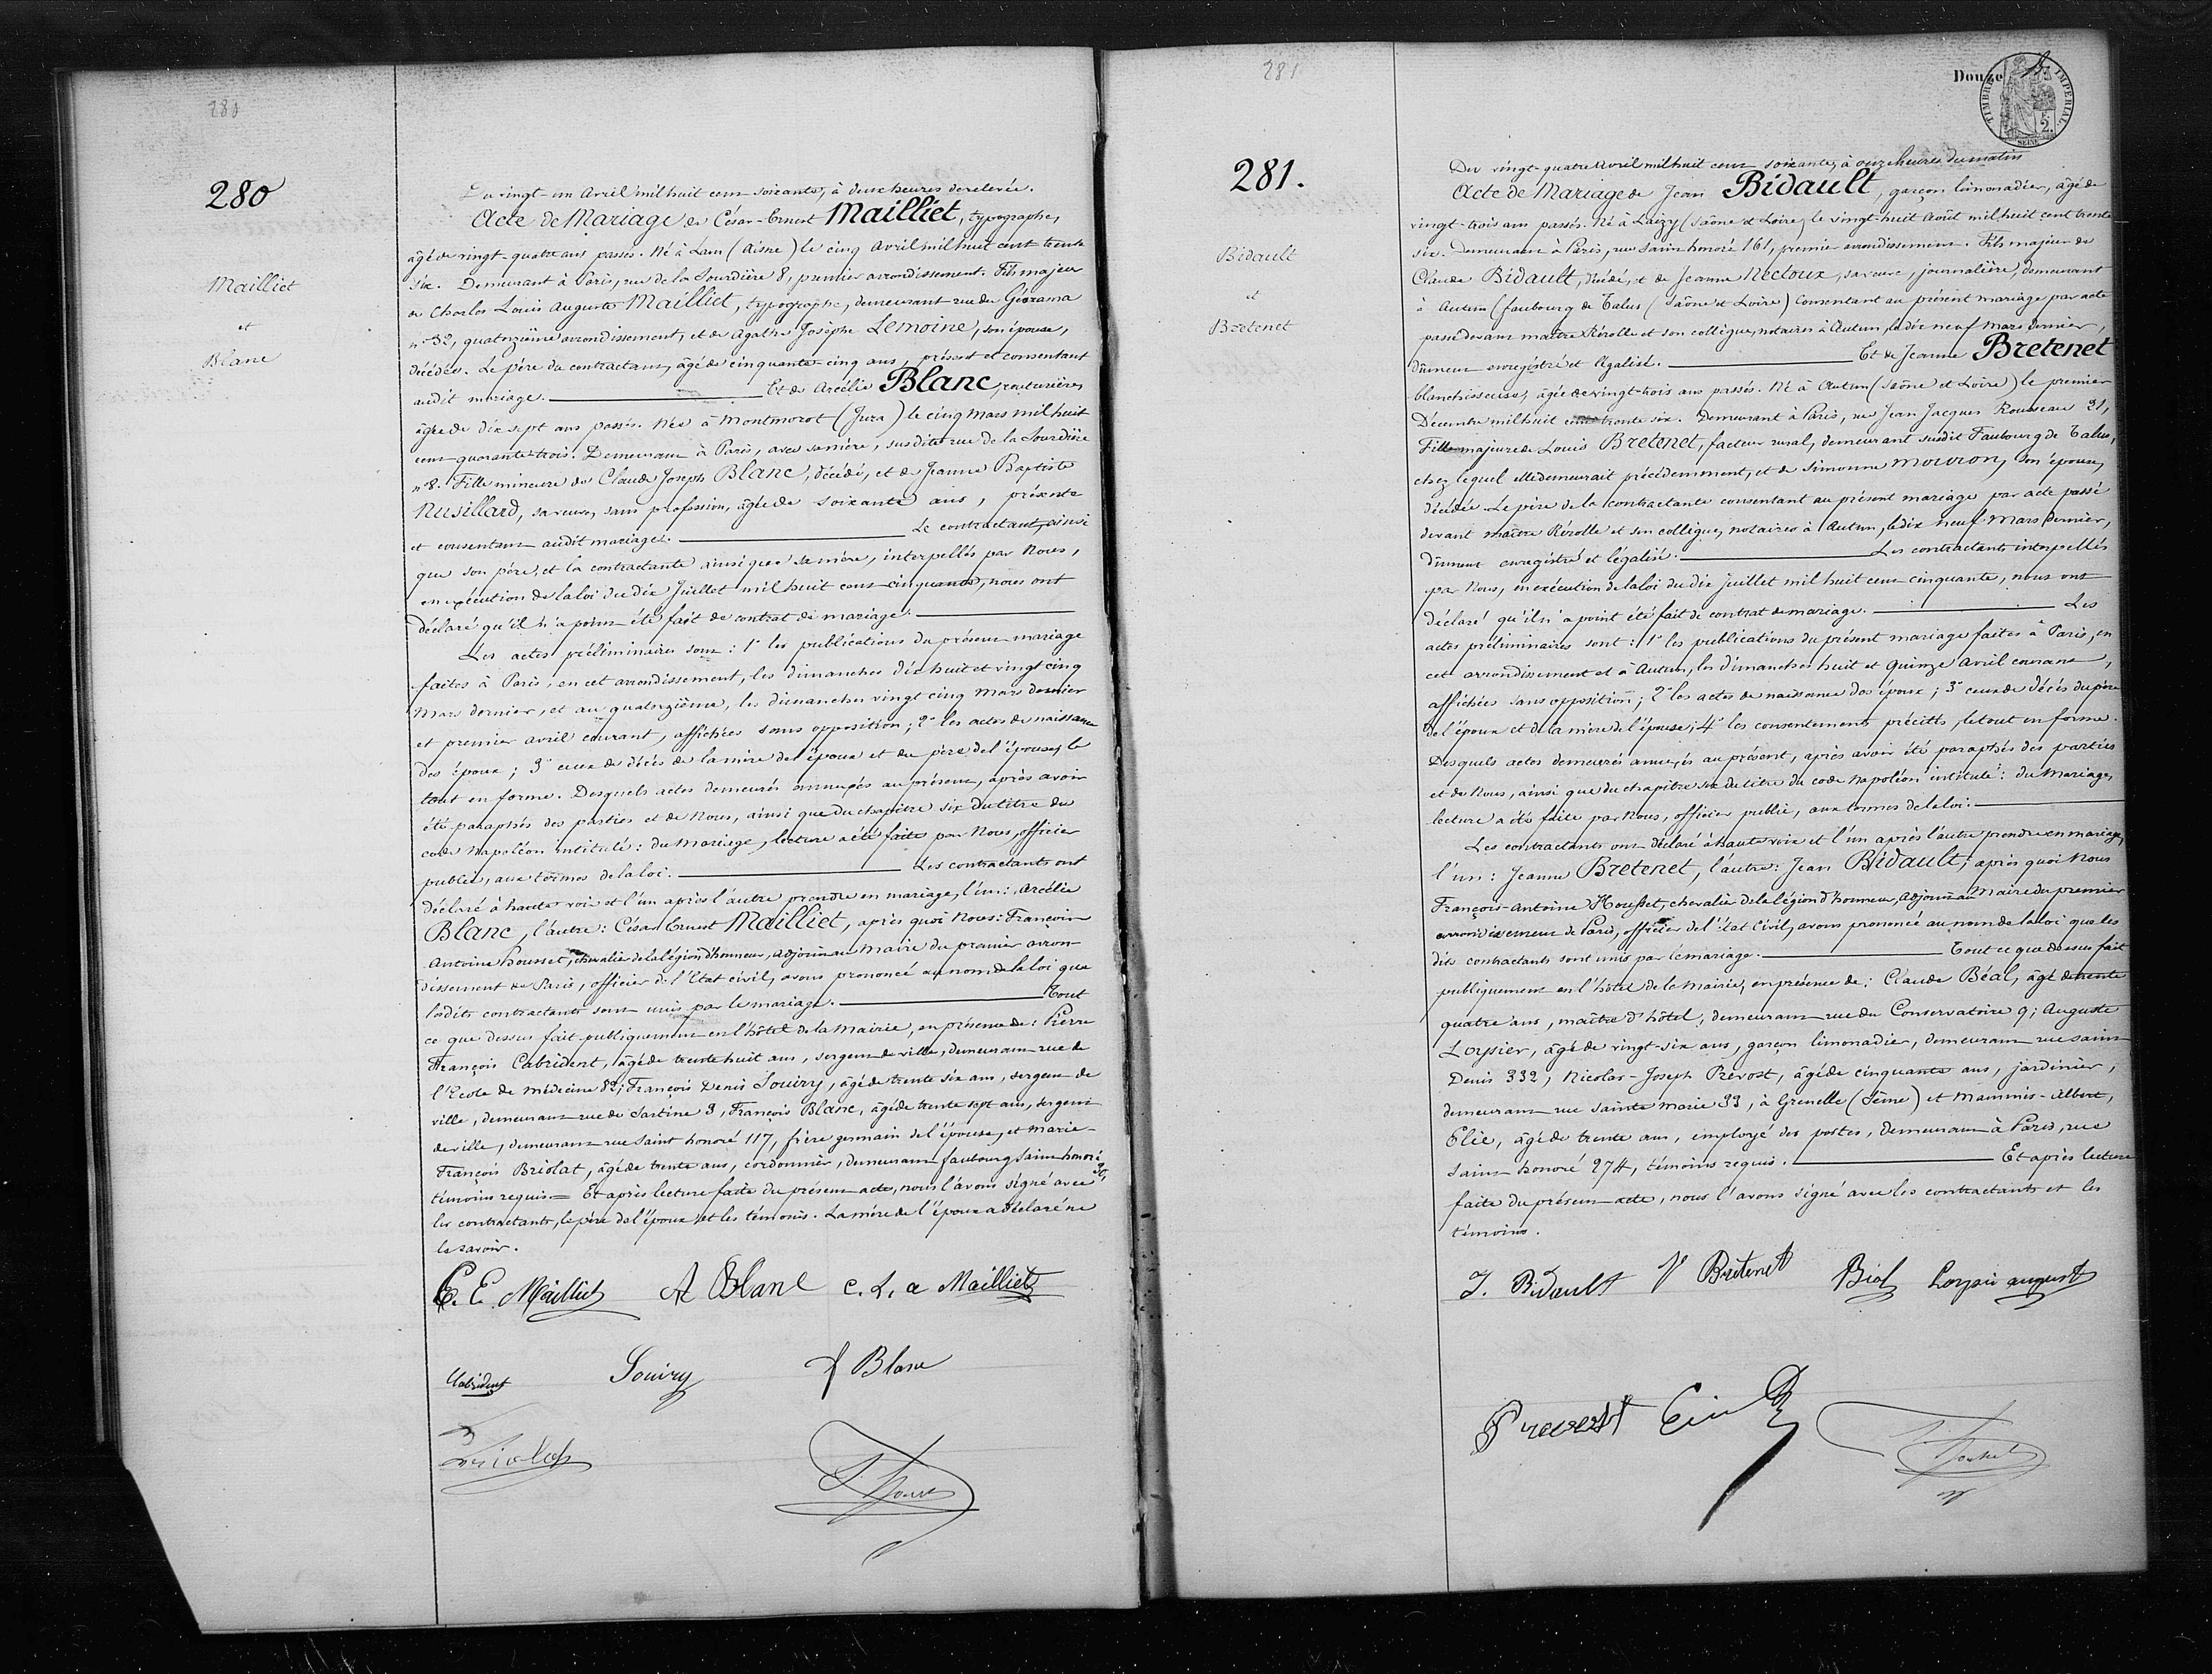 280
280
Mailliet
et
Blanc
Du vingt-un Avril mil huit cent soixante, à deux heures de relevée.
Acte de Mariage de César-Ernest Mailliet, typographe,
âgé de vingt-quatre ans passés. Né à Laon (Aisne) le cinq Avril mil huit cent trente
six. Demeurant à Paris, rue de la Sourdière 8, premier arrondissement. Fils majeur
de Charles Louis Auguste Mailliet, typographe, demeurant rue du Géorama
n° 32, quatorzième arrondissement, et de Agathe Josèphe Lemoine, son épouse,
décédée. Le père du contractant, âgé de cinquante-cinq ans, présent et consentant
audit mariage. Et de Arcélie Blanc, couturière,
âgée de dix sept ans passés. Née à Montmorot (Jura) le cinq Mars mil huit
cent quarante-trois. Demeurant à Paris, avec sa mère, susdite rue de la Sourdière
n° 8. Fille mineure de Claude Joseph Blanc, décédé, et de Jeanne Baptiste
Nusillard, sa veuve, sans profession, âgée de soixante ans, présente
et consentant audit mariage. Le contractant, ainsi
que son père, et la contractante ainsi que sa mère, interpellés par Nous,
en exécution de la loi du dix Juillet mil huit cent cinquante, nous ont
déclaré qu'il n'a point été fait de contrat de mariage.
Les actes préliminaires sont : 1° les publications du présent mariage
faites à Paris, en cet arrondissement, les dimanches dix huit et vingt cinq
Mars dernier, et au quatorzième, les dimanches vingt cinq Mars dernier
et premier avril courant, affichées sans opposition; 2° les actes de naissance
des époux; 3° ceux de décès de la mère de l'époux et du père de l'épouse, le
tout en forme. Desquels actes demeurés annexés au présent, après avoir
été paraphés des parties et de Nous, ainsi que du chapitre six du titre du
code Napoléon intitulé : du Mariage, lecture a été faite par Nous, officier
public, aux termes de la loi. Les contractants ont
déclaré à haute voix et l'un après l'autre prendre en mariage, l'un : Arcélie
Blanc, l'autre : César Ernest Mailliet, après quoi Nous : François
Antoine Housset, chevalier de la légion d'honneur, adjoint au Maire du premier arron
dissement de Paris, officier de l'Etat civil, avons prononcé au nom de la loi que
lesdits contractants sont unis par le mariage. Tout
ce que dessus fait publiquement en l'hôtel de la Mairie, en présence de : Pierre
François Cabrident, âgé de trente huit ans, sergent de ville, demeurant rue de
l'Ecole de Médecine 82; François Denis Souiry, âgé de trente six ans, sergent de
ville, demeurant rue de Sartine 3, François Blanc, âgé de trente sept ans, sergent
de ville, demeurant rue Saint honoré 117, frère germain de l'épouse, et Marie-
François Briolat, âgé de trente ans, cordonnier, demeurant faubourg Saint honoré
témoins requis = Et après lecture faite du présent acte, nous l'avons signé avec
les contractants, le père de l'époux et les témoins. La mère de l'époux a déclaré ne
le savoir.
C. E. Mailliet A Blanc C. L. A Mailliet
Cabrident Souiry f Blanc
Briolat
Housset
281
Douze
TIMBRE IMPÉRIAL
2.
SEINE
281.
Bidault
et
Bretenet
Du vingt-quatre Avril mil huit cent soixante, à onze heures du matin
Acte de Mariage de Jean Bidault, garçon limonadier, âgé de
vingt-trois ans passés. Né à Laizy (Saône et Loire) le vingt-huit Août mil huit cent trente
six. Demeurant à Paris, rue Saint honoré 161, premier arrondissement. Fils majeur de
Claude Bidault, décédé, et de Jeanne Nectoux, sa veuve, journalière, demeurant
à Autun (faubourg de Talus (Saône et Loire) Consentant au présent mariage par acte
passé devant maître Rérolle et son collègue, notaires à Autun, le dix neuf Mars dernier,
dûment enregistré et légalisé. Et de Jeanne Bretenet
blanchisseuse, âgée de vingt-trois ans passés. Né à Autun (Saône et Loire) le premier
Décembre mil huit cent trente six. Demeurant à Paris, rue Jean Jacques Rousseau 21,
Fille majeure de Louis Bretenet, facteur rural, demeurant susdit Faubourg de Talus,
chez lequel elle demeurait précédemment, et de Simonne Mouron, son épouse,
décédée. Le père de la contractante consentant au présent mariage par acte passé
devant maître Rérolle et son collègue, notaires à Autun, le dix neuf Mars dernier,
dûment enregistré et légalisé. Les contractants interpellés
par Nous, en exécution de la loi du dix Juillet mil huit cent cinquante, nous ont
déclaré qu'il n'a point été fait de contrat de mariage. Les
actes préliminaires sont : 1° les publications du présent mariage faites à Paris, en
cet arrondissement et à Autun, les dimanches huit et quinze avril courant,
affichées sans opposition; 2° les actes de naissance des époux; 3° ceux de décès du père
de l'époux et de la mère de l'épouse; 4° les consentements précités, le tout en forme.
Desquels actes demeurés annexés au présent, après avoir été paraphés des parties
et de Nous, ainsi que du chapitre six du titre du code Napoléon intitulé : du Mariage,
lecture a été faite par Nous, officier public, aux termes de la loi.
Les contractants ont déclaré à haute voix et l'un après l'autre prendre en mariage,
l'un : Jeanne Bretenet, l'autre : Jean Bidault; après quoi Nous
François-Antoine Housset, chevalier de la légion d'honneur, adjoint au Maire du premier
arrondissement de Paris, officier de l'état Civil, avons prononcé au nom de la loi que les
dits contractants sont unis par le mariage. Tout ce que dessus fait
publiquement en l'hôtel de la Mairie, en présence de : Claude Béal, âgé de trente
quatre ans, maître d'hôtel, demeurant rue du Conservatoire 9; Auguste
Loysier, âgé de vingt-six ans, garçon limonadier, demeurant rue Saint
Denis 332, Nicolas-Joseph Prévost, âgé de cinquante ans, jardinier,
demeurant rue Sainte Marie 33, à Grenelle (Seine) et Mammès-Albert,
Elie, âgé de trente ans, employé des postes, demeurant à Paris, rue
Saint honoré 274, témoins requis. Et après lecture
faite du présent acte, nous l'avons signé avec les contractants et les
témoins.
J. Bidault Bretenet Béal Loysié august
Prevost
Housset